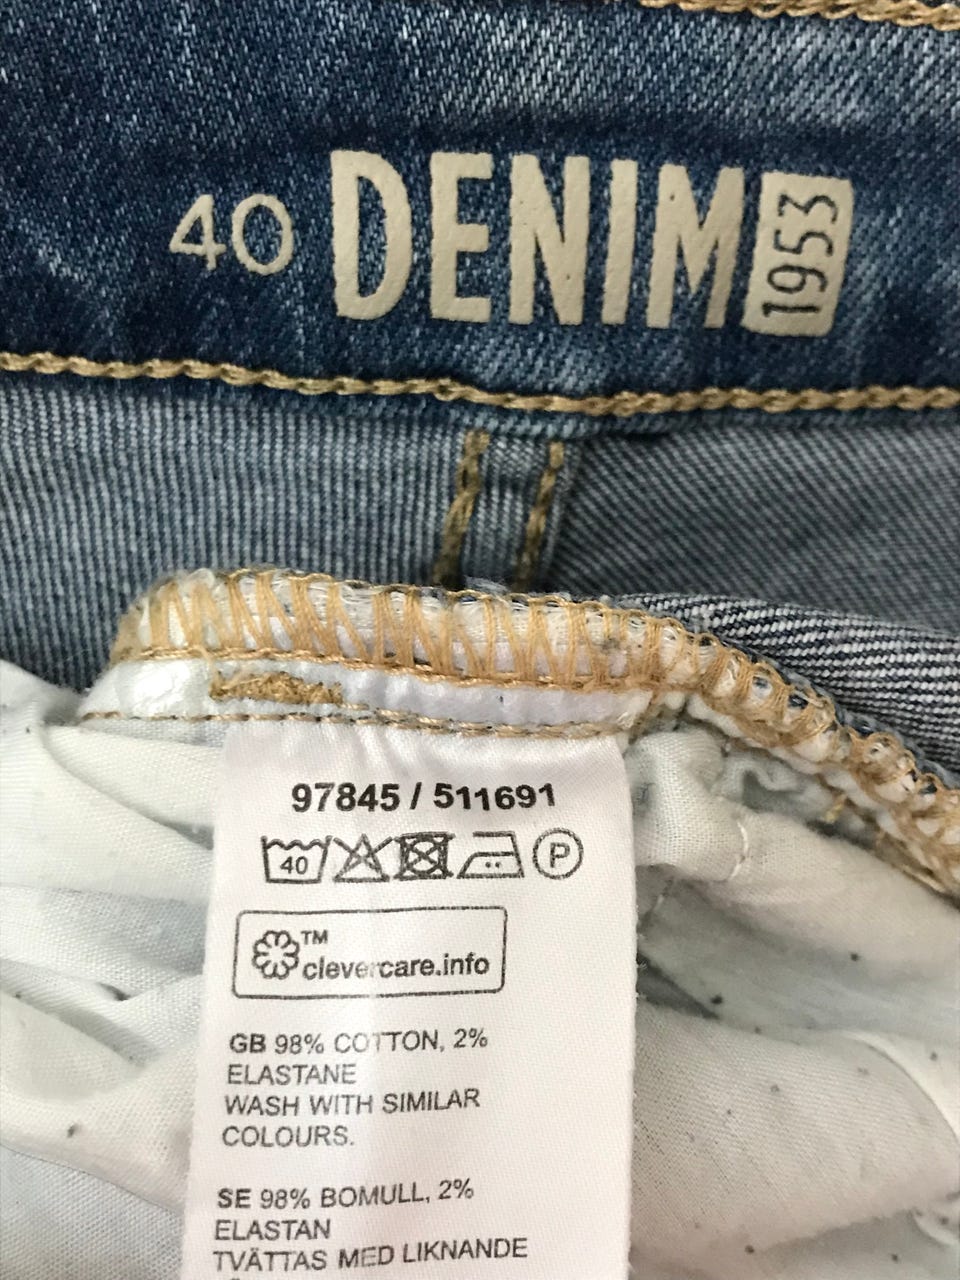 40 DENIM 1953
97845 / 511691
40 P
TM
clevercare.info
GB 98% COTTON, 2%
ELASTANE
WASH WITH SIMILAR
COLOURS.
SE 98% BOMULL, 2%
ELASTAN
TVÄTTAS MED LIKNANDE